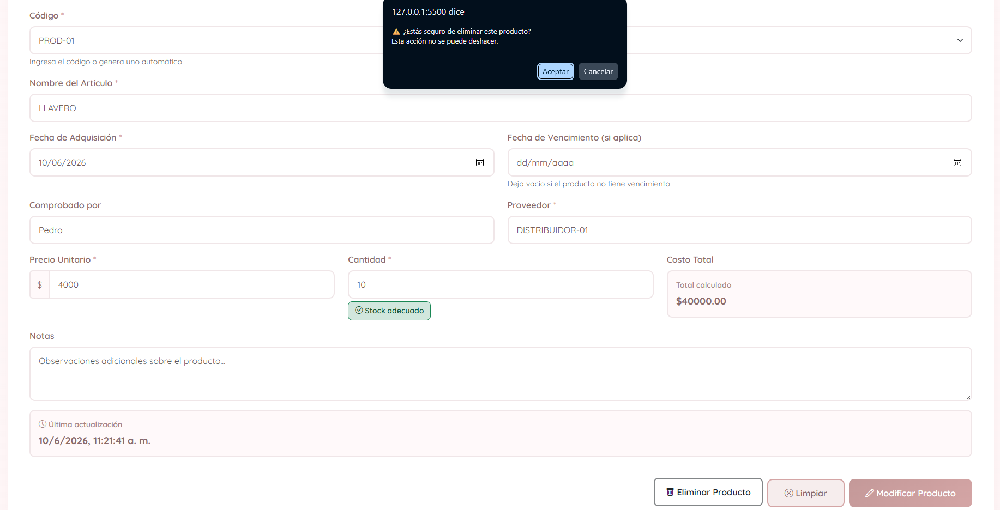 127.0.0.1:5500 dice
⚠ ¿Estás seguro de eliminar este producto?
Esta acción no se puede deshacer.
Aceptar
Cancelar
Código *
PROD-01
Ingresa el código o genera uno automático
Nombre del Artículo *
LLAVERO
Fecha de Adquisición *
10/06/2026
Fecha de Vencimiento (si aplica)
dd/mm/aaaa
Deja vacío si el producto no tiene vencimiento
Comprobado por
Pedro
Proveedor *
DISTRIBUIDOR-01
Precio Unitario *
$ 4000
Cantidad *
10
Stock adecuado
Costo Total
Total calculado
$40000.00
Notas
Observaciones adicionales sobre el producto...
Última actualización
10/6/2026, 11:21:41 a. m.
Eliminar Producto
Limpiar
Modificar Producto